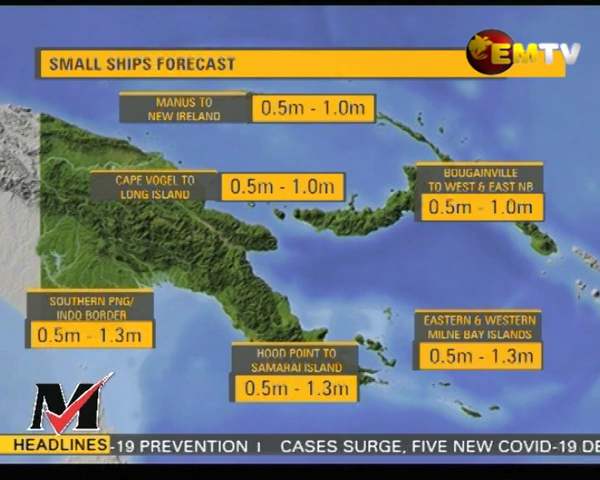 EMTV
SMALL SHIPS FORECAST
MANUS TO
NEW IRELAND
0.5m - 1.0m
CAPE VOGEL TO
LONG ISLAND
0.5m - 1.0m
BOUGAINVILLE
TO WEST & EAST NB
0.5m - 1.0m
SOUTHERN PNG/
INDO BORDER
0.5m - 1.3m
HOOD POINT TO
SAMARAI ISLAND
0.5m - 1.3m
EASTERN & WESTERN
MILNE BAY ISLANDS
0.5m - 1.3m
M
HEADLINES -19 PREVENTION I CASES SURGE, FIVE NEW COVID-19 DE